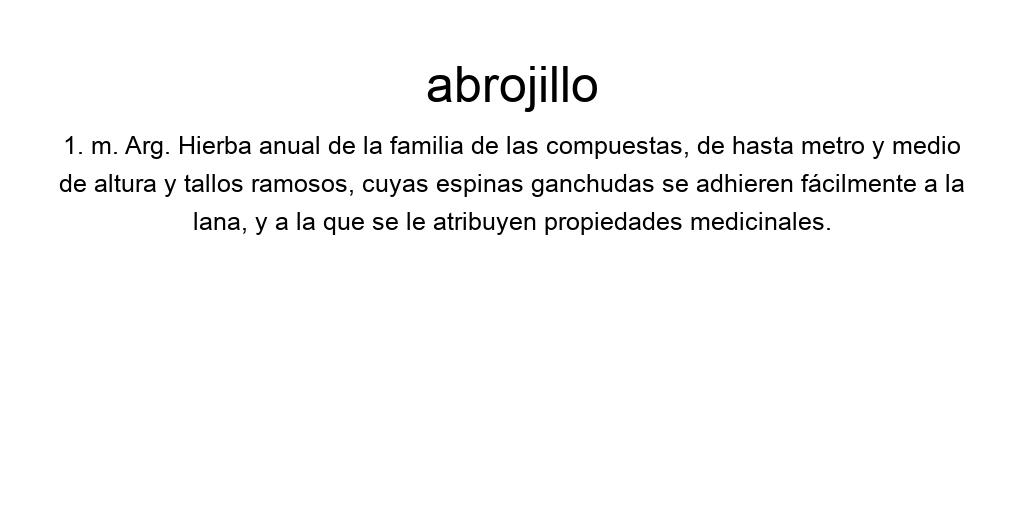 abrojillo
1. m. Arg. Hierba anual de la familia de las compuestas, de hasta metro y medio
de altura y tallos ramosos, cuyas espinas ganchudas se adhieren fácilmente a la
lana, y a la que se le atribuyen propiedades medicinales.